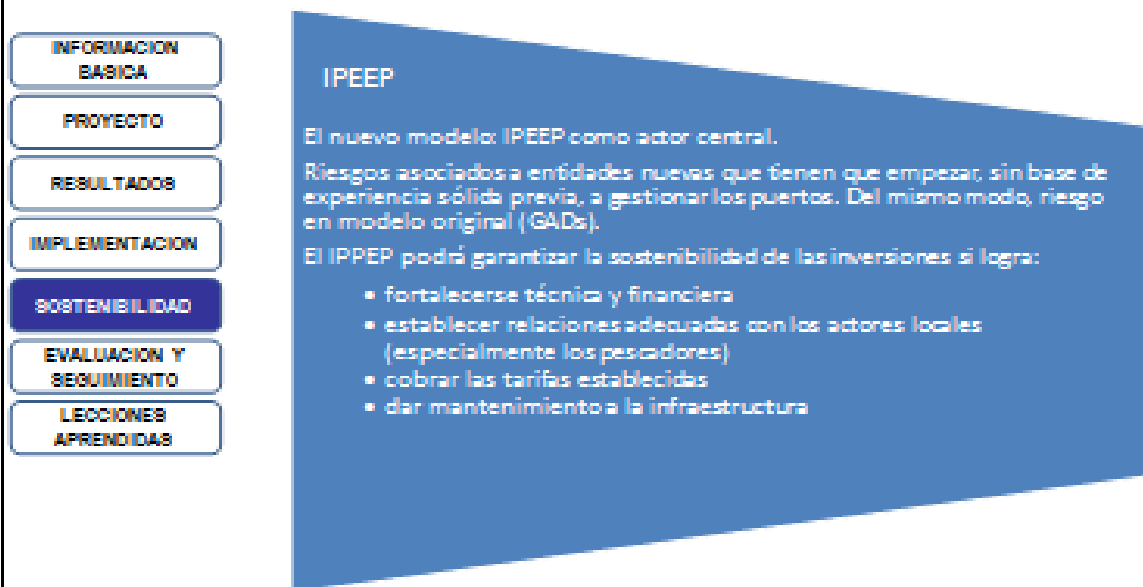 INFORMACION
BASICA
PROYECTO
RESULTADOS
IMPLEMENTACION
SOSTENIBILIDAD
EVALUACION Y
SEGUIMIENTO
LECCIONES
APRENDIDAS
IPEEP
El nuevo modelo: IPEEP como actor central.
Riesgos asociados a entidades nuevas que tienen que empezar, sin base de
experiencia sólida previa, a gestionar los puertos. Del mismo modo, riesgo
en modelo original (GADs).
El IPPEP podrá garantizar la sostenibilidad de las inversiones si logra:
• fortalecerse técnica y financiera
• establecer relaciones adecuadas con los actores locales
(especialmente los pescadores)
• cobrar las tarifas establecidas
• dar mantenimiento a la infraestructura